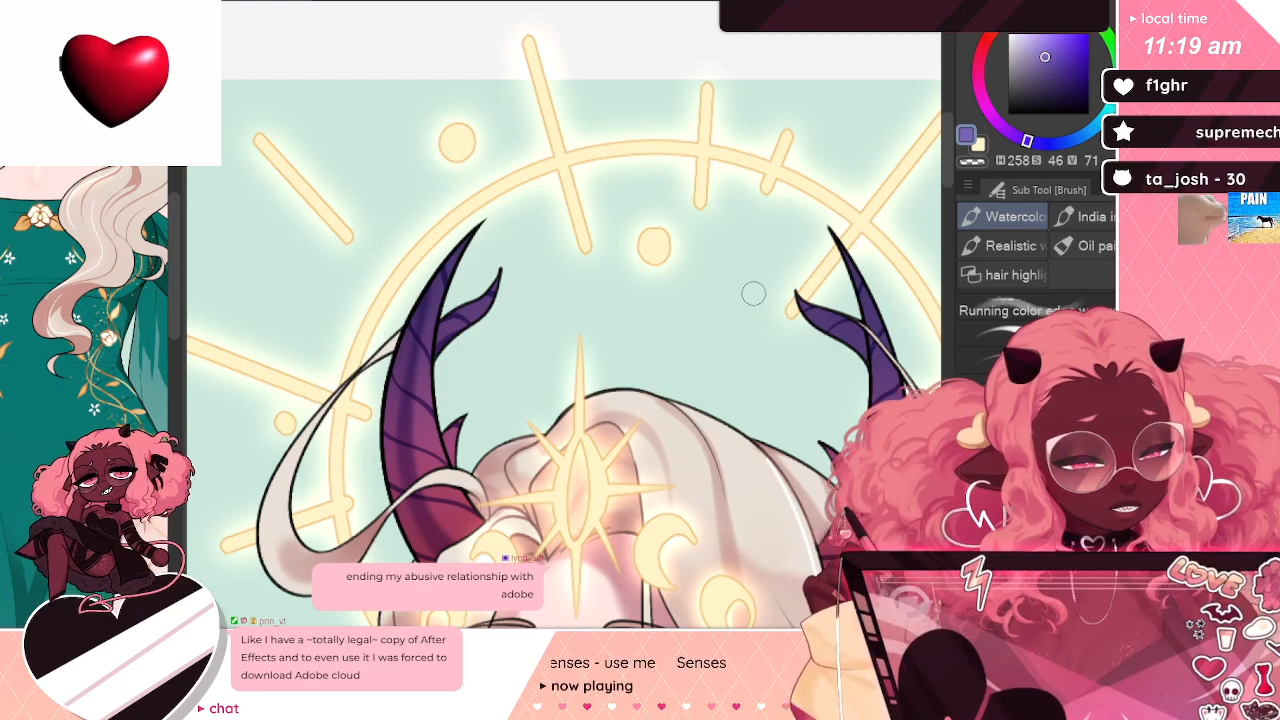 local time
11:19 am
f1ghr
supremech
ta_josh - 30
PAIN
H 258 S 46 V 71
Sub Tool [Brush]
Watercolo
India i
Realistic w
Oil pai
hair highlig
Running color edge w
ending my abusive relationship with
adobe
prin_vt
Like I have a ~totally legal~ copy of After
Effects and to even use it I was forced to
download Adobe cloud
chat
enses - use me Senses
now playing
LOVE